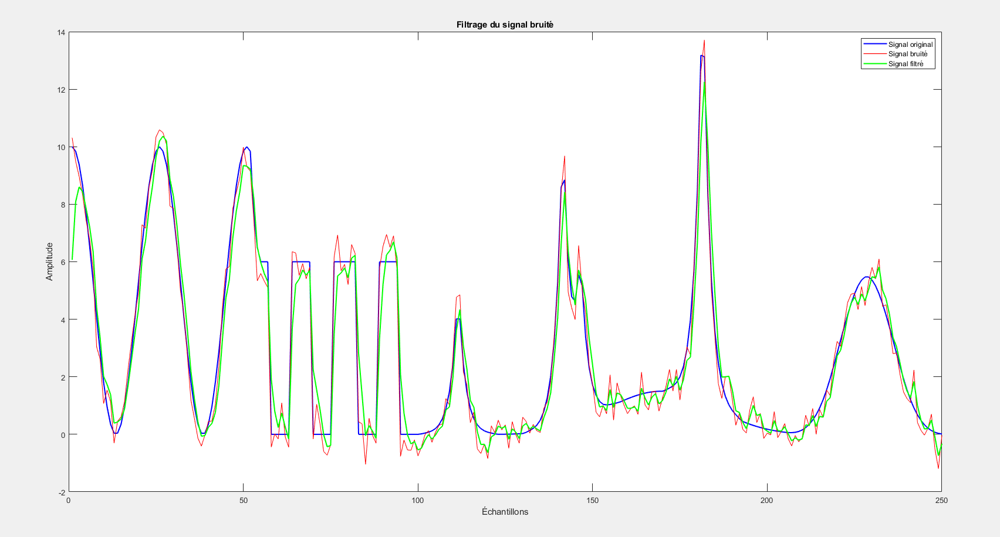 Filtrage du signal bruité
14
12
10
8
6
4
2
0
-2
Amplitude
0
50
100
150
200
250
Échantillons
Signal original
Signal bruité
Signal filtré